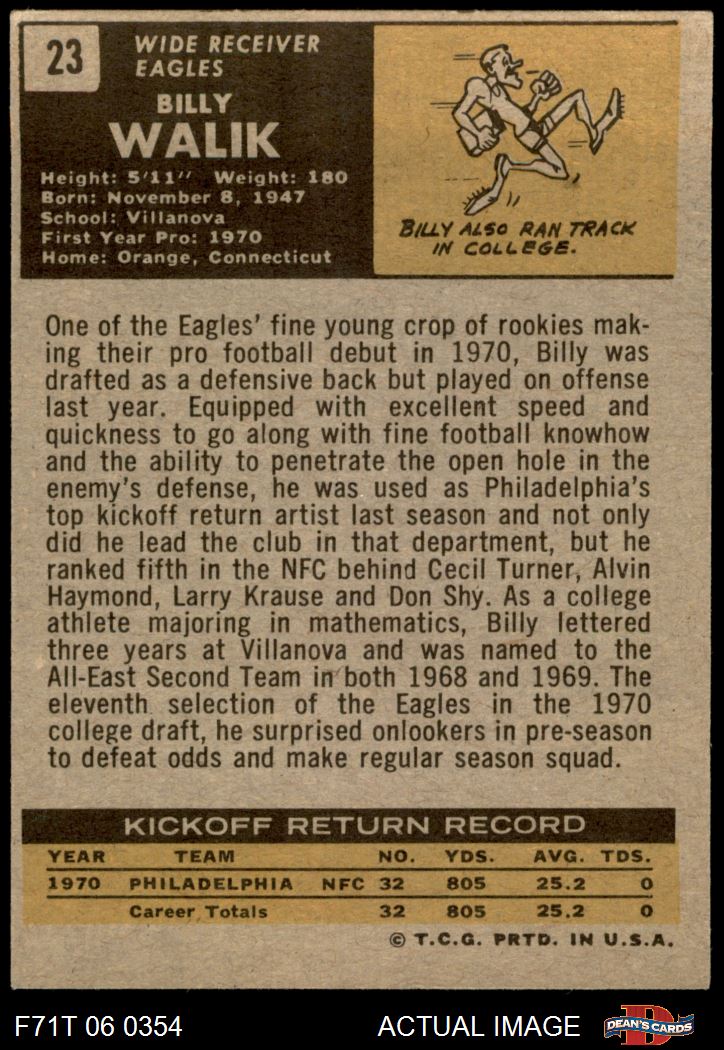 23
WIDE RECEIVER
EAGLES
BILLY
WALIK
Height: 5'11" Weight: 180
Born: November 8, 1947
School: Villanova
First Year Pro: 1970
Home: Orange, Connecticut
BILLY ALSO RAN TRACK
IN COLLEGE.
One of the Eagles' fine young crop of rookies mak-
ing their pro football debut in 1970, Billy was
drafted as a defensive back but played on offense
last year. Equipped with excellent speed and
quickness to go along with fine football knowhow
and the ability to penetrate the open hole in the
enemy's defense, he was used as Philadelphia's
top kickoff return artist last season and not only
did he lead the club in that department, but he
ranked fifth in the NFC behind Cecil Turner, Alvin
Haymond, Larry Krause and Don Shy. As a college
athlete majoring in mathematics, Billy lettered
three years at Villanova and was named to the
All-East Second Team in both 1968 and 1969. The
eleventh selection of the Eagles in the 1970
college draft, he surprised onlookers in pre-season
to defeat odds and make regular season squad.
KICKOFF RETURN RECORD
YEAR TEAM NO. YDS. AVG. TDS.
1970 PHILADELPHIA NFC 32 805 25.2 0
Career Totals 32 805 25.2 0
© T.C.G. PRTD. IN U.S.A.
F71T 06 0354 ACTUAL IMAGE DEAN'S CARDS